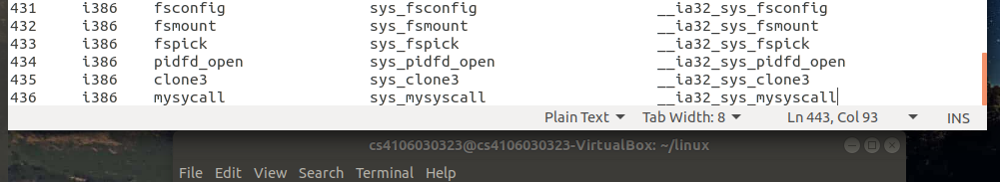 431 i386 fsconfig sys_fsconfig __ia32_sys_fsconfig
432 i386 fsmount sys_fsmount __ia32_sys_fsmount
433 i386 fspick sys_fspick __ia32_sys_fspick
434 i386 pidfd_open sys_pidfd_open __ia32_sys_pidfd_open
435 i386 clone3 sys_clone3 __ia32_sys_clone3
436 i386 mysycall sys_mysyscall __ia32_sys_mysyscall
Plain Text Tab Width: 8 Ln 443, Col 93 INS
cs4106030323@cs4106030323-VirtualBox: ~/linux
File Edit View Search Terminal Help